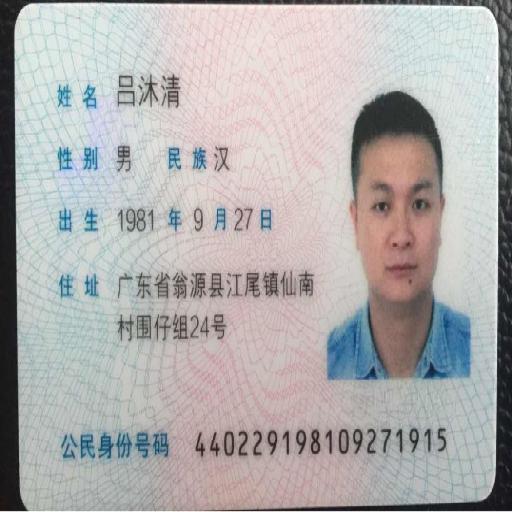 姓名 吕沐清
性别 男 民族 汉
出生 1981 年 9 月 27 日
住址 广东省翁源县江尾镇仙南
村围仔组24号
公民身份号码 440229198109271915